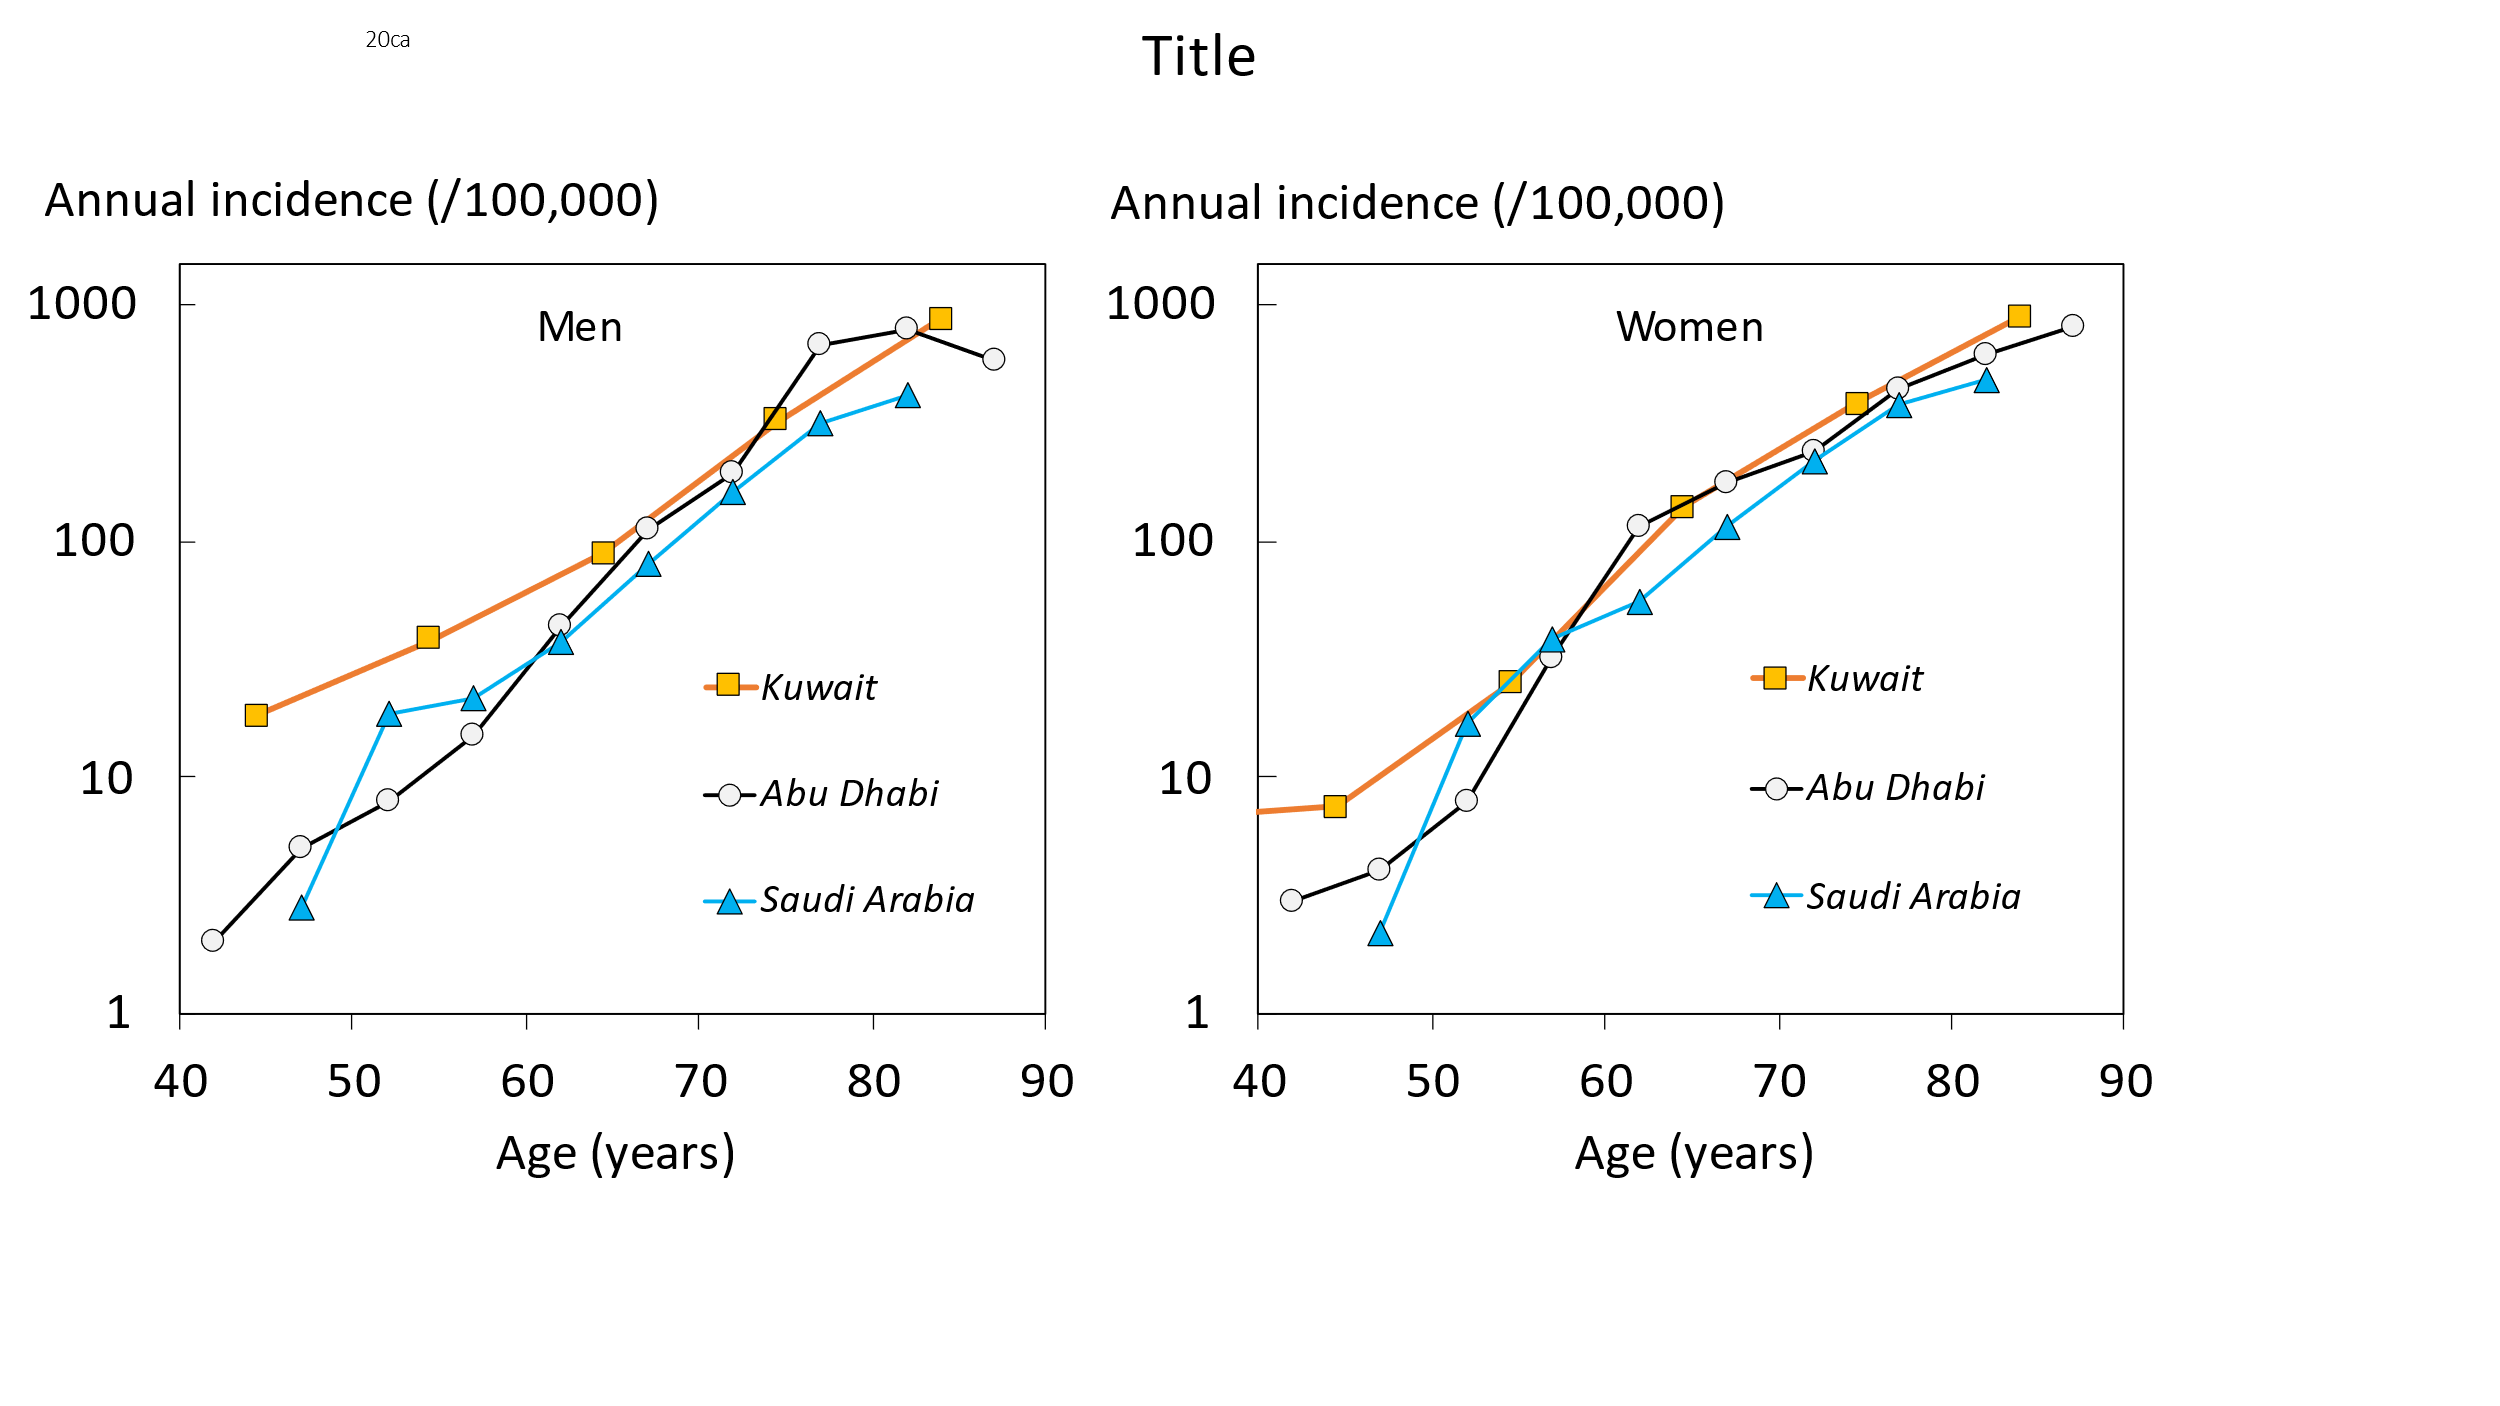 20ca
Title
Annual incidence (/100,000)
Annual incidence (/100,000)
1000
100
10
1
Men
Kuwait
Abu Dhabi
Saudi Arabia
40 50 60 70 80 90
Age (years)
1000
100
10
1
Women
Kuwait
Abu Dhabi
Saudi Arabia
40 50 60 70 80 90
Age (years)